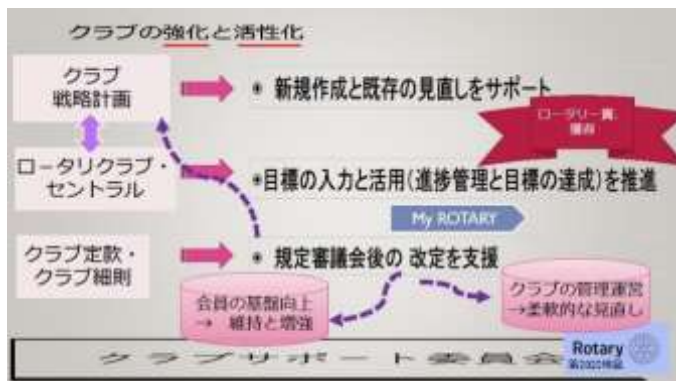 クラブの強化と活性化
クラブ
戦略計画
* 新規作成と既存の見直しをサポート
ロータリー賞,
ロータリクラブ・
セントラル
*目標の入力と活用(進捗管理と目標の達成)を推進
My ROTARY
クラブ定款・
クラブ細則
* 規定審議会後の 改定を支援
会員の基盤向上
→ 維持と増強
クラブの管理運営
→柔軟的な見直し
クラブサポート委員会
Rotary